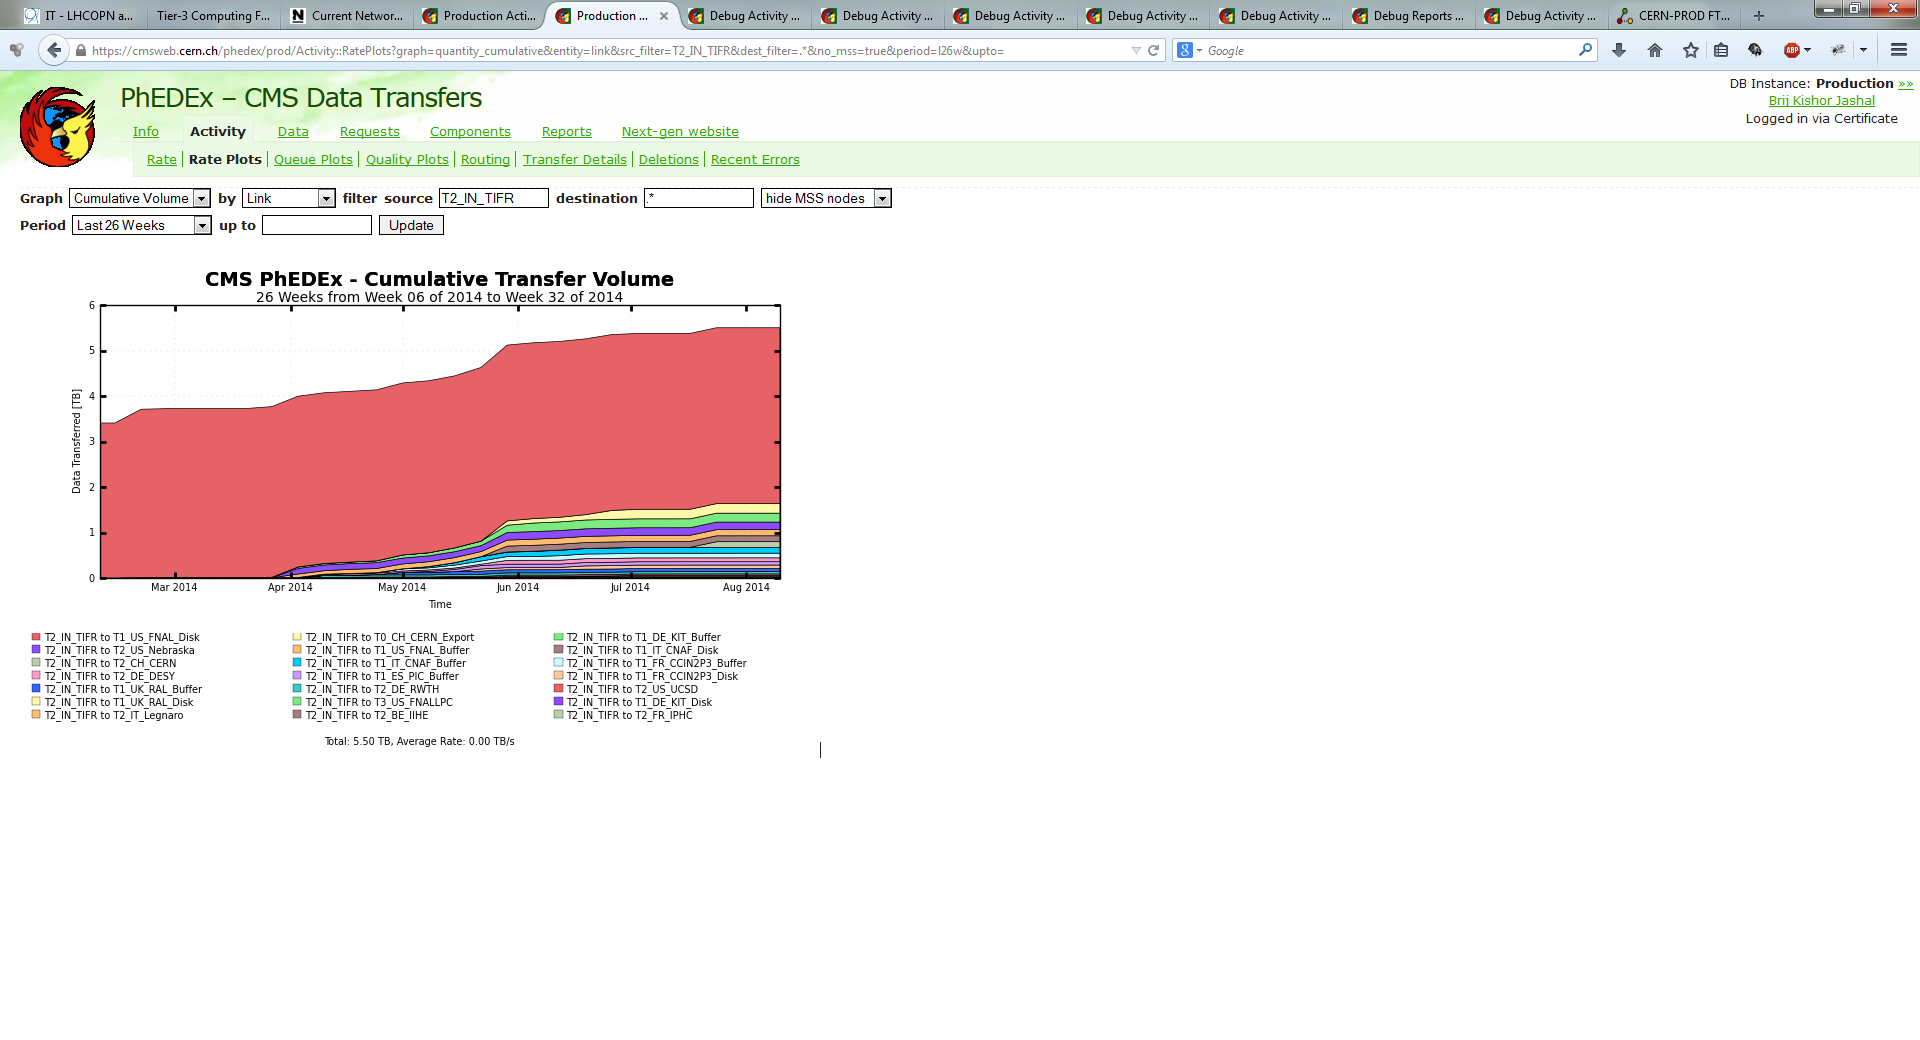 IT - LHCOPN a... Tier-3 Computing F... Current Networ... Production Acti... Production ... Debug Activity ... Debug Activity ... Debug Activity ... Debug Activity ... Debug Activity ... Debug Reports ... Debug Activity ... CERN-PROD FT...
https://cmsweb.cern.ch/phedex/prod/Activity::RatePlots?graph=quantity_cumulative&entity=link&src_filter=T2_IN_TIFR&dest_filter=.*&no_mss=true&period=l26w&upto= Google
DB Instance: Production »»
PhEDEx – CMS Data Transfers
Brij Kishor Jashal
Logged in via Certificate
Info Activity Data Requests Components Reports Next-gen website
Rate Rate Plots Queue Plots Quality Plots Routing Transfer Details Deletions Recent Errors
Graph Cumulative Volume by Link filter source T2_IN_TIFR destination .* hide MSS nodes
Period Last 26 Weeks up to Update
CMS PhEDEx - Cumulative Transfer Volume
26 Weeks from Week 06 of 2014 to Week 32 of 2014
Data Transferred [TB]
6
5
4
3
2
1
0
Mar 2014 Apr 2014 May 2014 Jun 2014 Jul 2014 Aug 2014
Time
T2_IN_TIFR to T1_US_FNAL_Disk T2_IN_TIFR to T0_CH_CERN_Export T2_IN_TIFR to T1_DE_KIT_Buffer
T2_IN_TIFR to T2_US_Nebraska T2_IN_TIFR to T1_US_FNAL_Buffer T2_IN_TIFR to T1_IT_CNAF_Disk
T2_IN_TIFR to T2_CH_CERN T2_IN_TIFR to T1_IT_CNAF_Buffer T2_IN_TIFR to T1_FR_CCIN2P3_Buffer
T2_IN_TIFR to T2_DE_DESY T2_IN_TIFR to T1_ES_PIC_Buffer T2_IN_TIFR to T1_FR_CCIN2P3_Disk
T2_IN_TIFR to T1_UK_RAL_Buffer T2_IN_TIFR to T2_DE_RWTH T2_IN_TIFR to T2_US_UCSD
T2_IN_TIFR to T1_UK_RAL_Disk T2_IN_TIFR to T3_US_FNALLPC T2_IN_TIFR to T1_DE_KIT_Disk
T2_IN_TIFR to T2_IT_Legnaro T2_IN_TIFR to T2_BE_IIHE T2_IN_TIFR to T2_FR_IPHC
Total: 5.50 TB, Average Rate: 0.00 TB/s